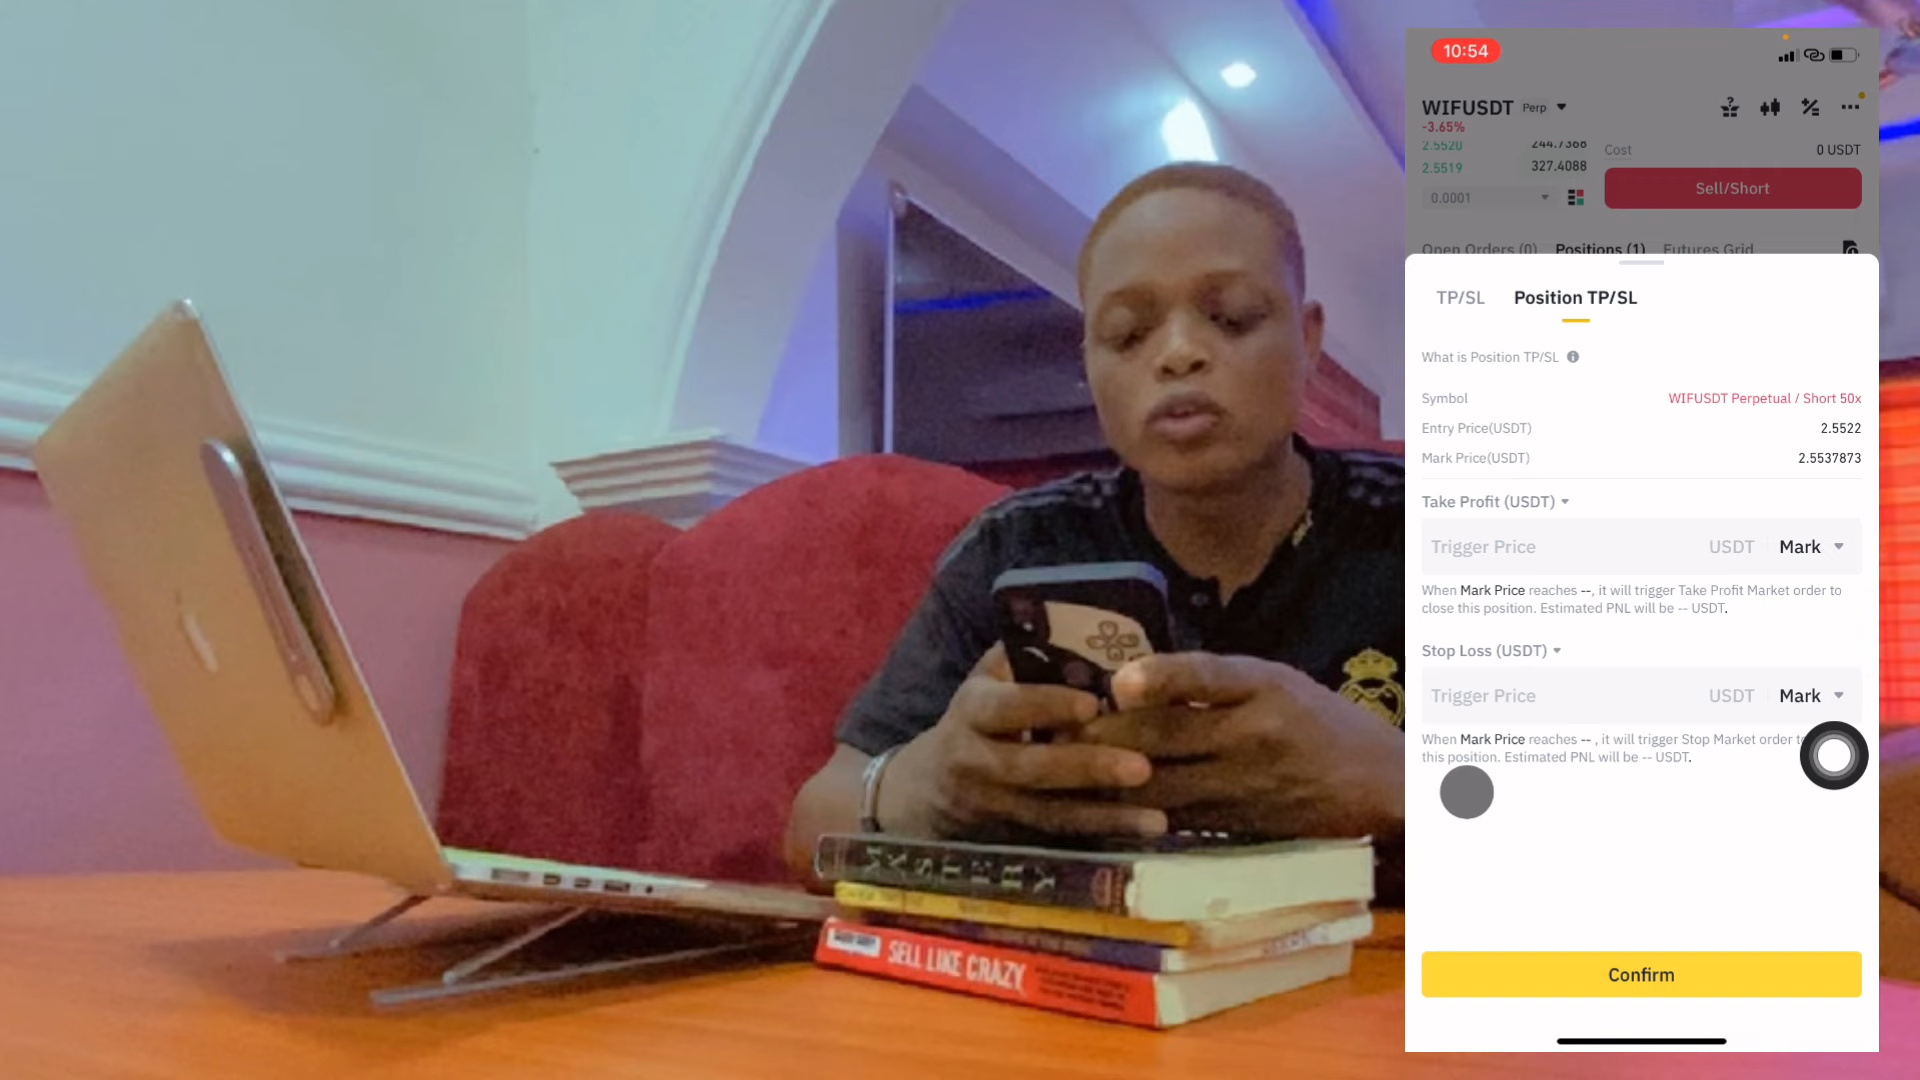 MASTERY
SELL LIKE CRAZY
10:54
WIFUSDT Perp
-3.65%
2.5520 244.7368
2.5519 327.4088
0.0001
Cost 0 USDT
Sell/Short
Open Orders (0) Positions (1) Futures Grid
TP/SL Position TP/SL
What is Position TP/SL
Symbol WIFUSDT Perpetual / Short 50x
Entry Price(USDT) 2.5522
Mark Price(USDT) 2.5537873
Take Profit (USDT)
Trigger Price USDT Mark
When Mark Price reaches --, it will trigger Take Profit Market order to
close this position. Estimated PNL will be -- USDT.
Stop Loss (USDT)
Trigger Price USDT Mark
When Mark Price reaches -- , it will trigger Stop Market order
this position. Estimated PNL will be -- USDT.
Confirm